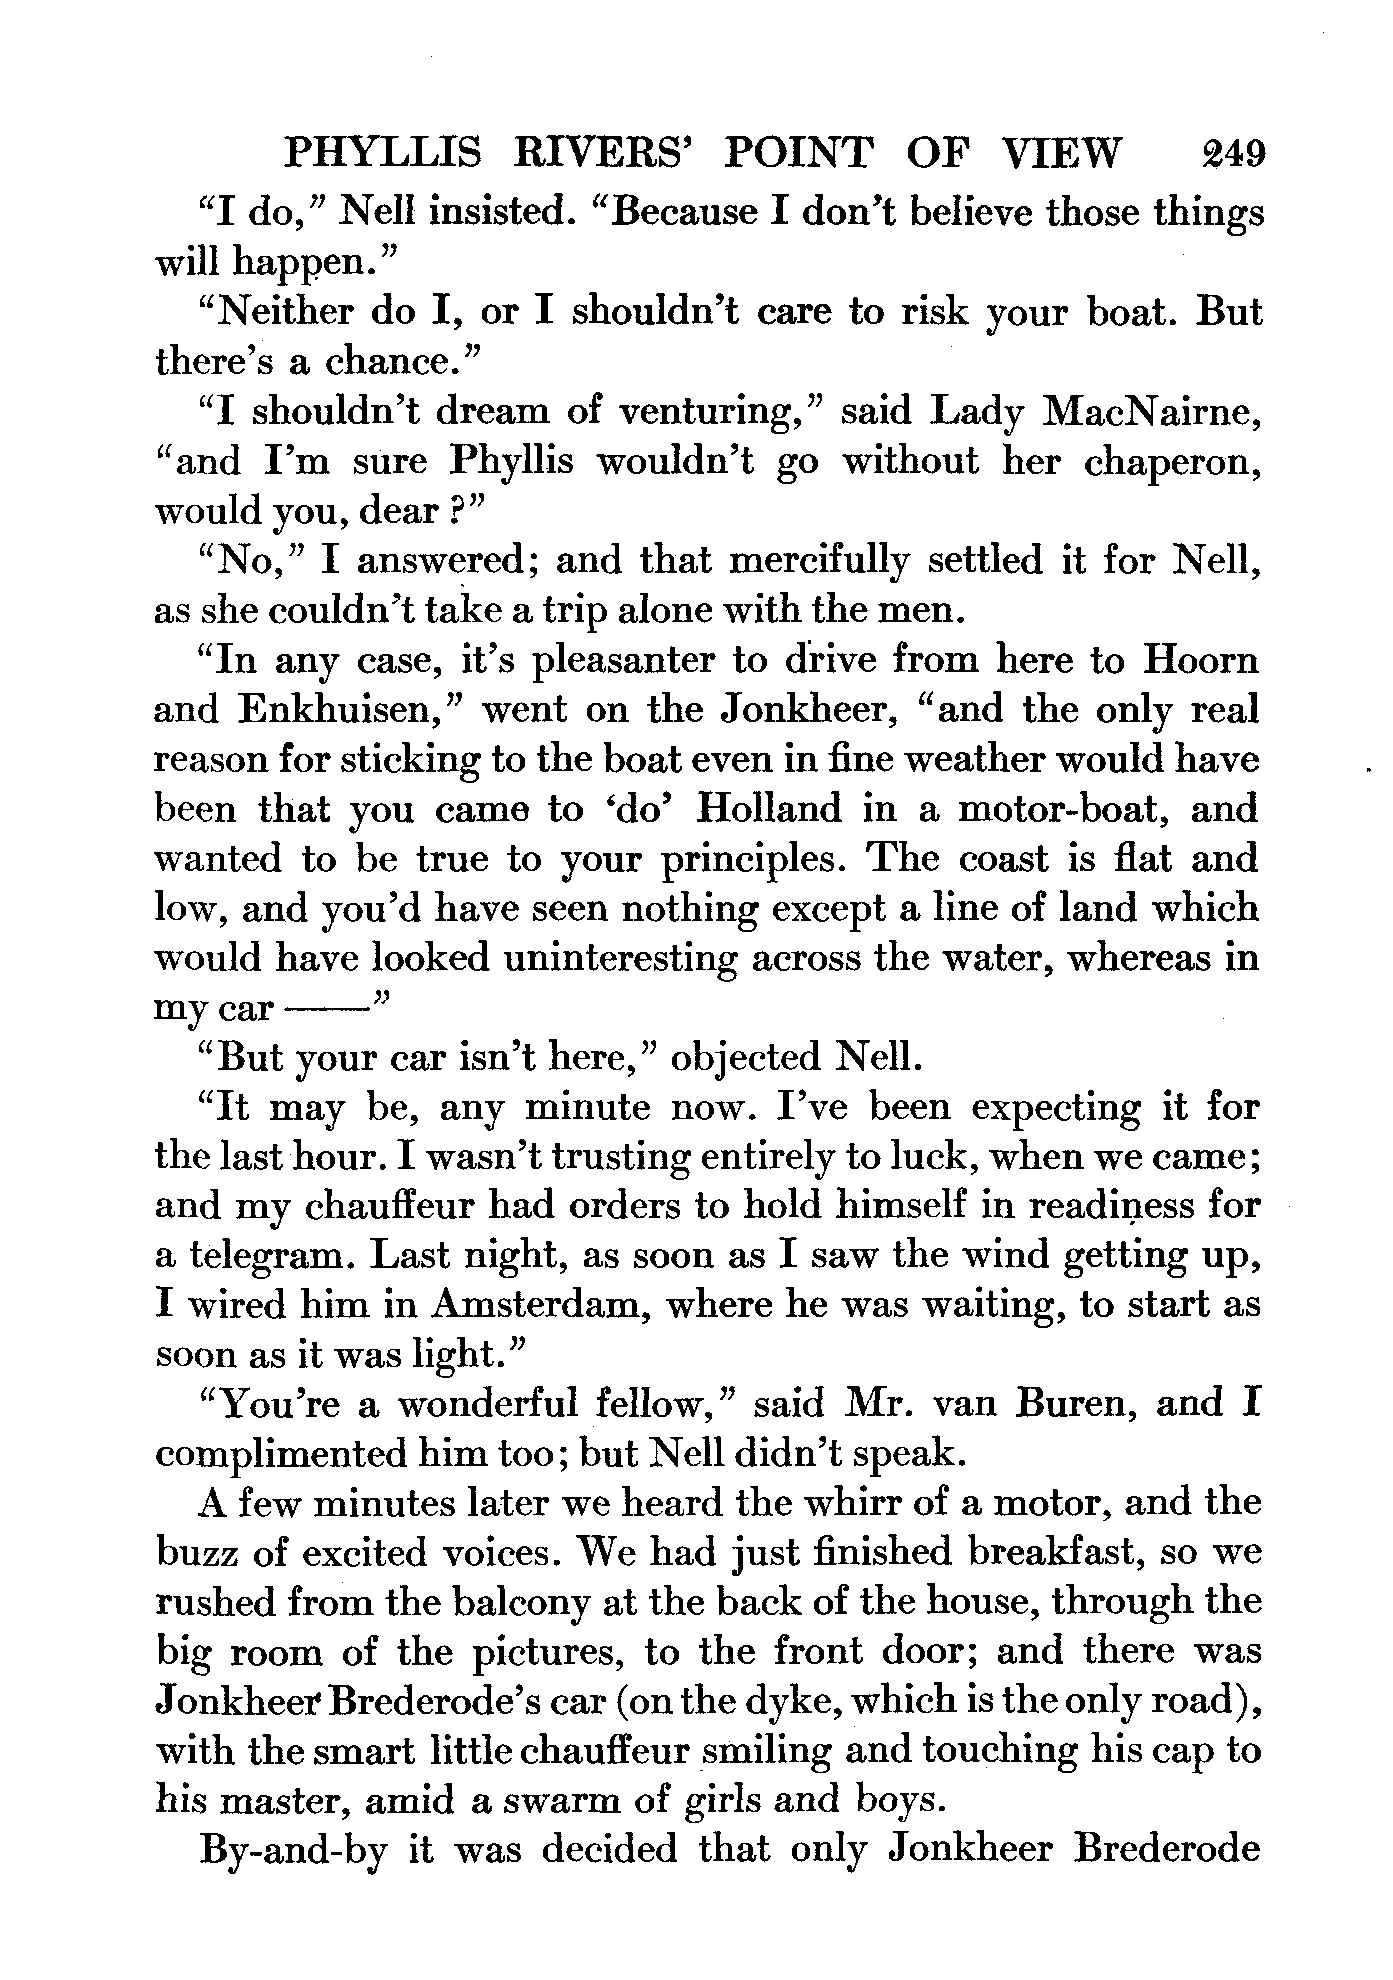 PHYLLIS RIVERS' POINT OF VIEW 249
"I do," Nell insisted. "Because I don't believe those things
will happen."
"Neither do I, or I shouldn't care to risk your boat. But
there's a chance."
"I shouldn't dream of venturing," said Lady MacNairne,
"and I'm sure Phyllis wouldn't go without her chaperon,
would you, dear?"
"No," I answered; and that mercifully settled it for Nell,
as she couldn't take a trip alone with the men.
"In any case, it's pleasanter to drive from here to Hoorn
and Enkhuisen," went on the Jonkheer, "and the only real
reason for sticking to the boat even in fine weather would have
been that you came to 'do' Holland in a motor-boat, and
wanted to be true to your principles. The coast is flat and
low, and you'd have seen nothing except a line of land which
would have looked uninteresting across the water, whereas in
my car ——"
"But your car isn't here," objected Nell.
"It may be, any minute now. I've been expecting it for
the last hour. I wasn't trusting entirely to luck, when we came;
and my chauffeur had orders to hold himself in readiness for
a telegram. Last night, as soon as I saw the wind getting up,
I wired him in Amsterdam, where he was waiting, to start as
soon as it was light."
"You're a wonderful fellow," said Mr. van Buren, and I
complimented him too; but Nell didn't speak.
A few minutes later we heard the whirr of a motor, and the
buzz of excited voices. We had just finished breakfast, so we
rushed from the balcony at the back of the house, through the
big room of the pictures, to the front door; and there was
Jonkheer Brederode's car (on the dyke, which is the only road),
with the smart little chauffeur smiling and touching his cap to
his master, amid a swarm of girls and boys.
By-and-by it was decided that only Jonkheer Brederode